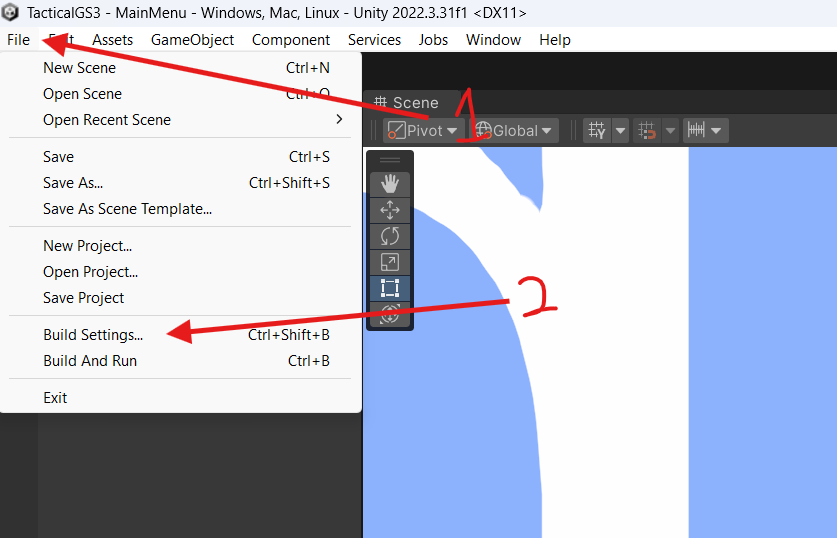 TacticalGS3 - MainMenu - Windows, Mac, Linux - Unity 2022.3.31f1 <DX11>
File Edit Assets GameObject Component Services Jobs Window Help
New Scene Ctrl+N
Open Scene Ctrl+O
Open Recent Scene >
Save Ctrl+S
Save As... Ctrl+Shift+S
Save As Scene Template...
New Project...
Open Project...
Save Project
Build Settings... Ctrl+Shift+B
Build And Run Ctrl+B
Exit
Scene
Pivot Global
1
2